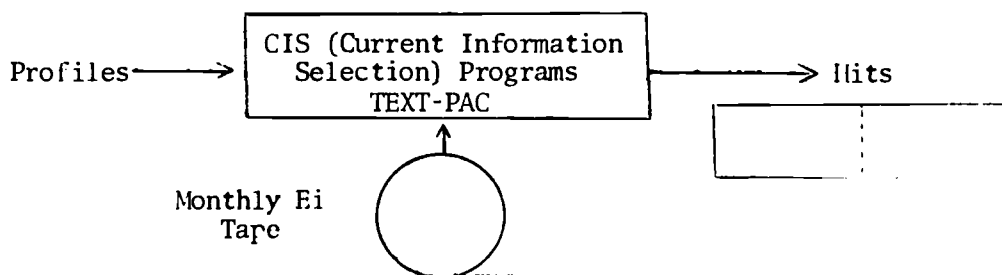 CIS (Current Information
Selection) Programs
TEXT-PAC
Profiles
Hits
Monthly Ei
Tape